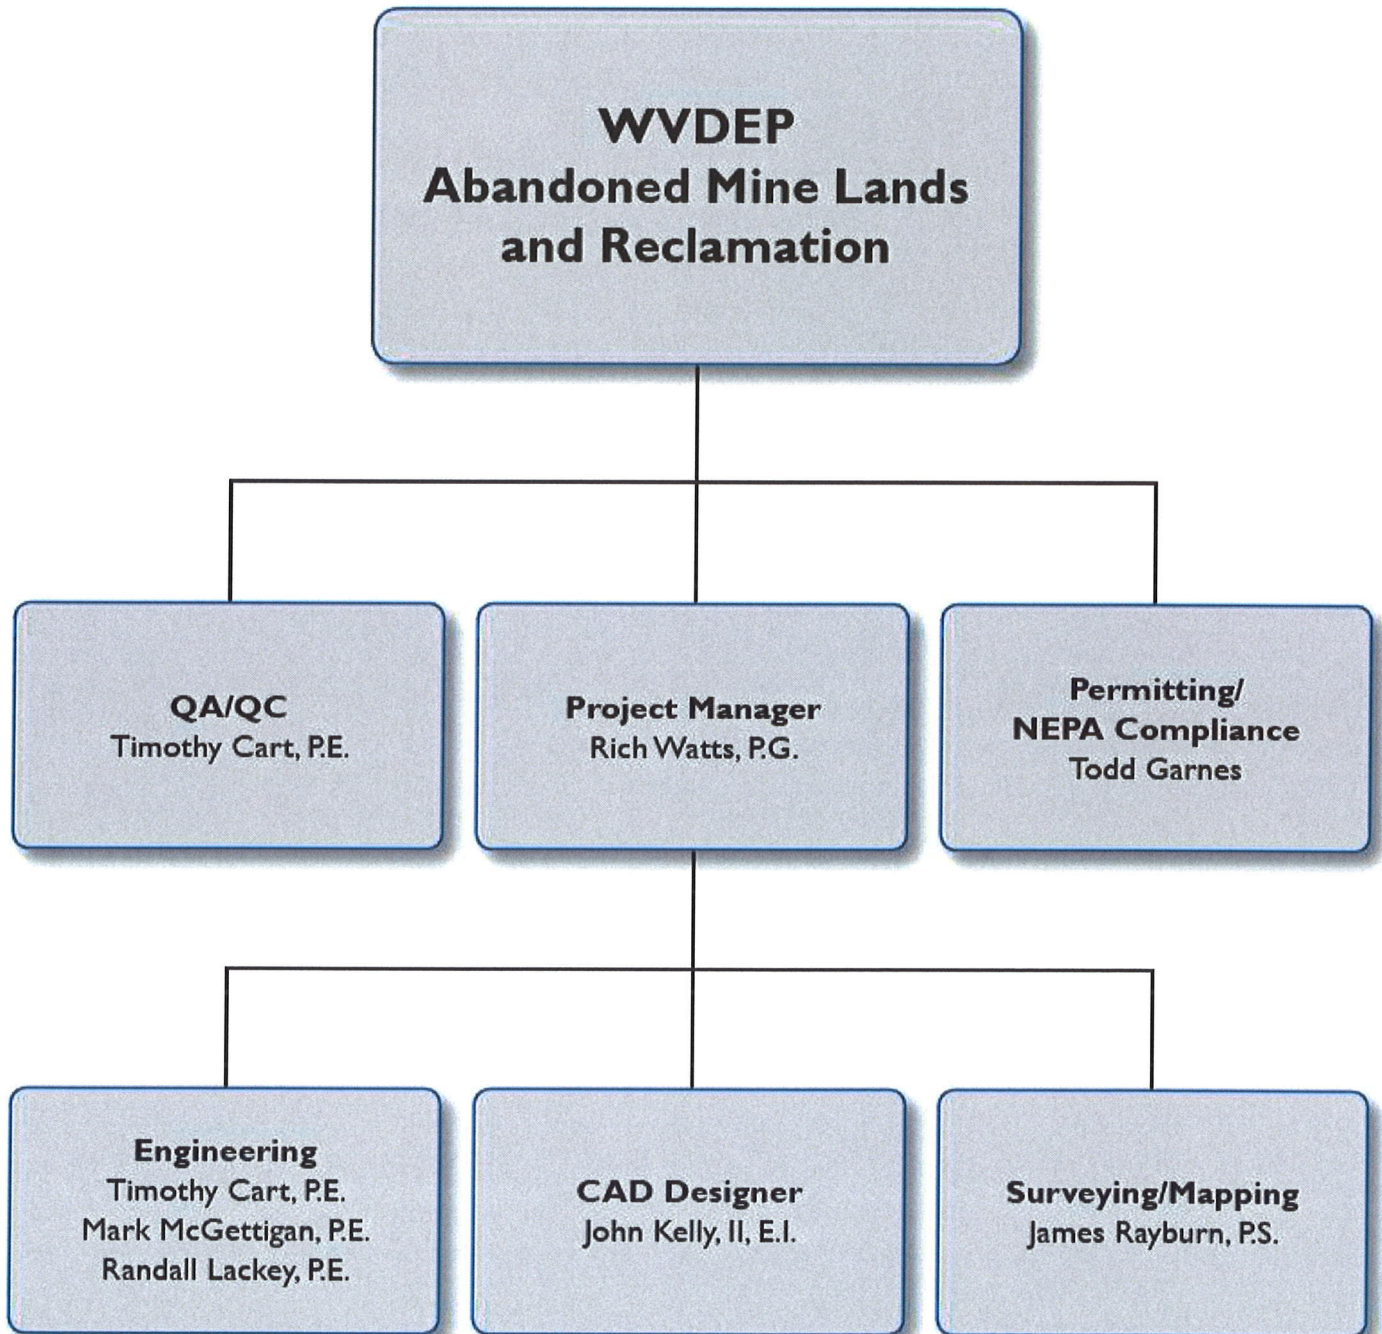 WVDEP
Abandoned Mine Lands
and Reclamation
QA/QC
Timothy Cart, P.E.
Project Manager
Rich Watts, P.G.
Permitting/
NEPA Compliance
Todd Garnes
Engineering
Timothy Cart, P.E.
Mark McGettigan, P.E.
Randall Lackey, P.E.
CAD Designer
John Kelly, II, E.I.
Surveying/Mapping
James Rayburn, P.S.